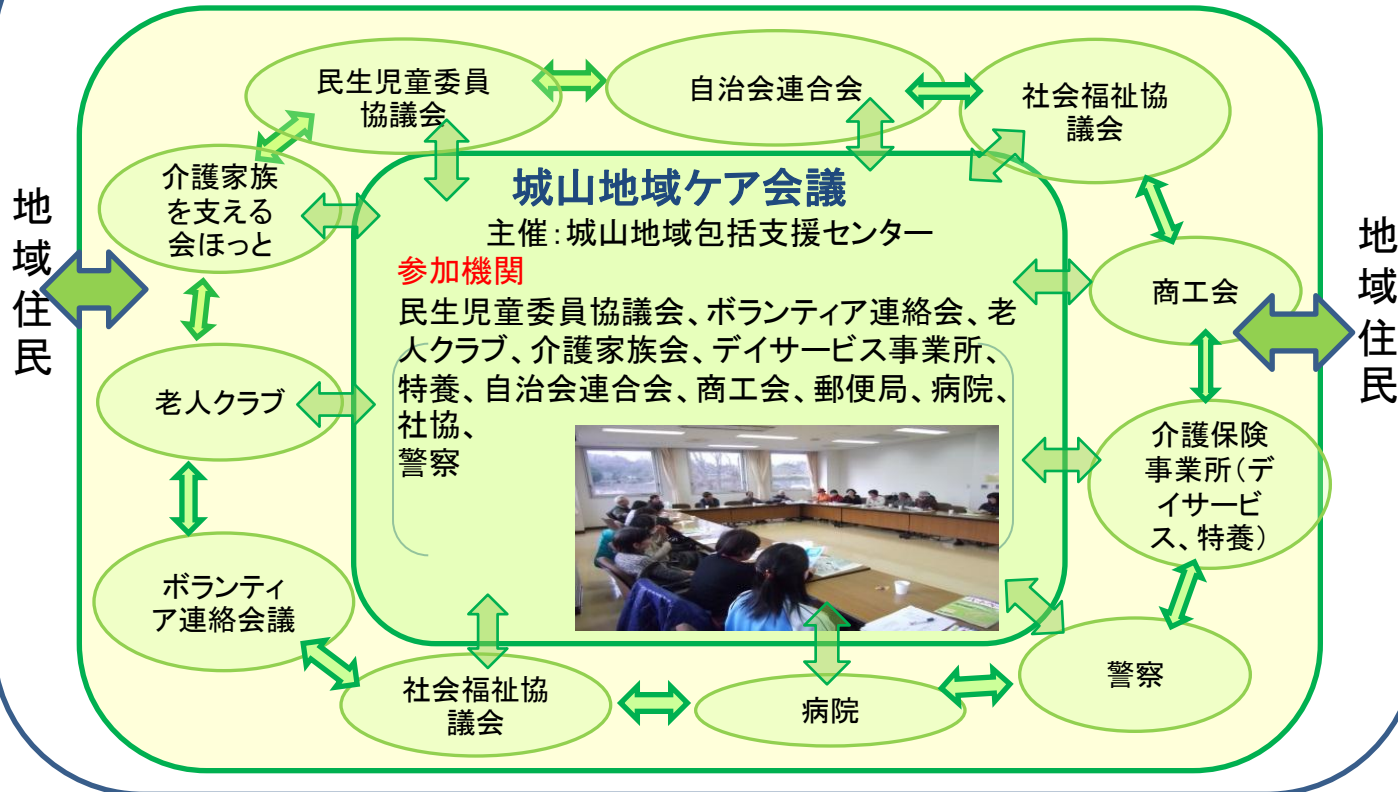 民生児童委員
協議会
自治会連合会
社会福祉協
議会
介護家族
を支える
会ほっと
地域住民
城山地域ケア会議
主催：城山地域包括支援センター
参加機関
民生児童委員協議会、ボランティア連絡会、老
人クラブ、介護家族会、デイサービス事業所、
特養、自治会連合会、商工会、郵便局、病院、
社協、
警察
商工会
地域住民
老人クラブ
介護保険
事業所（デ
イサービ
ス、特養）
ボランティ
ア連絡会議
社会福祉協
議会
病院
警察